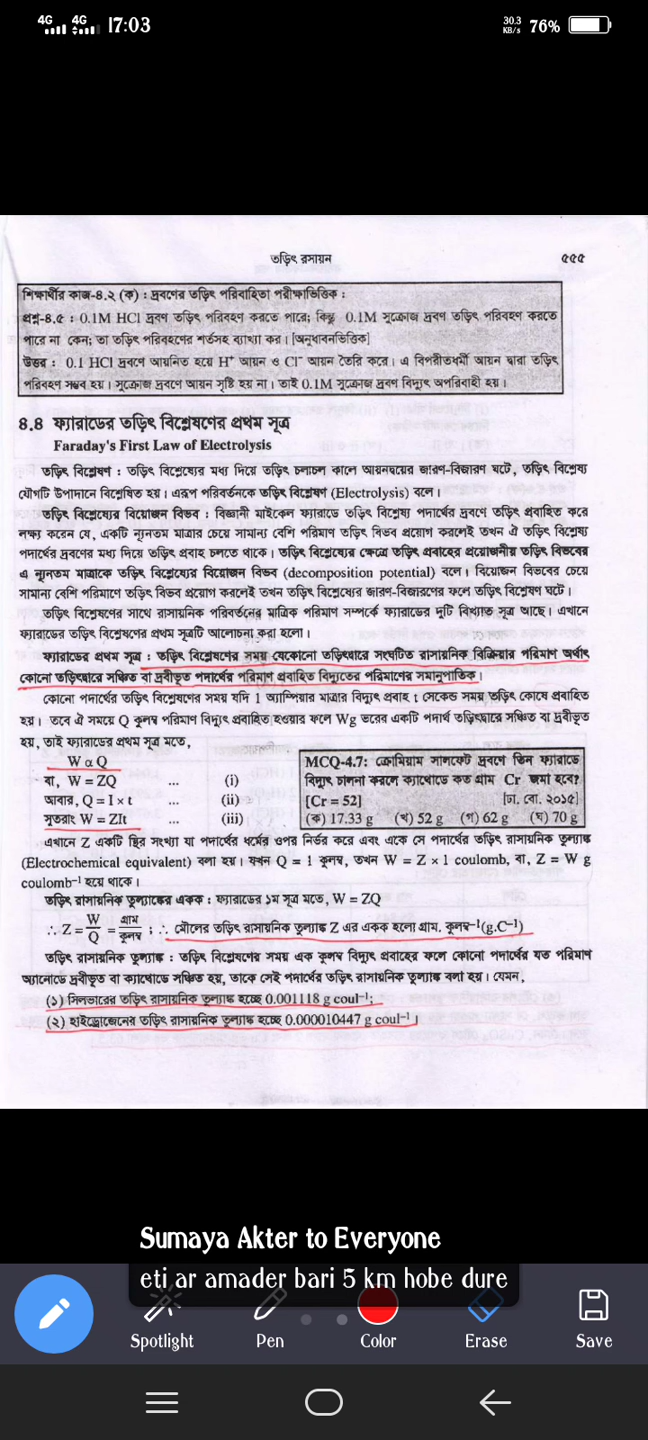 4G 4G 17:03 30.3 KB/s 76%
তড়িৎ রসায়ন ৫৫৫
শিক্ষার্থীর কাজ-৪.২ (ক) : দ্রবণের তড়িৎ পরিবাহিতা পরীক্ষাভিত্তিক :
প্রশ্ন-৪.৫ : 0.1M HCl দ্রবণ তড়িৎ পরিবহণ করতে পারে; কিন্তু 0.1M সুক্রোজ দ্রবণ তড়িৎ পরিবহণ করতে
পারে না কেন; তা তড়িৎ পরিবহণের শর্তসহ ব্যাখ্যা কর। [অনুধাবনভিত্তিক]
উত্তর : 0.1 HCl দ্রবণে আয়নিত হয়ে H⁺ আয়ন ও Cl⁻ আয়ন তৈরি করে। এ বিপরীতধর্মী আয়ন দ্বারা তড়িৎ
পরিবহণ সম্ভব হয়। সুক্রোজ দ্রবণে আয়ন সৃষ্টি হয় না। তাই 0.1M সুক্রোজ দ্রবণ বিদ্যুৎ অপরিবাহী হয়।
৪.৪ ফ্যারাডের তড়িৎ বিশ্লেষণের প্রথম সূত্র
Faraday's First Law of Electrolysis
তড়িৎ বিশ্লেষণ : তড়িৎ বিশ্লেষ্যের মধ্য দিয়ে তড়িৎ চলাচল কালে আয়নদ্বয়ের জারণ-বিজারণ ঘটে, তড়িৎ বিশ্লেষ্য
যৌগটি উপাদানে বিশ্লেষিত হয়। এরূপ পরিবর্তনকে তড়িৎ বিশ্লেষণ (Electrolysis) বলে।
তড়িৎ বিশ্লেষ্যের বিয়োজন বিভব : বিজ্ঞানী মাইকেল ফ্যারাডে তড়িৎ বিশ্লেষ্য পদার্থের দ্রবণে তড়িৎ প্রবাহিত করে
লক্ষ্য করেন যে, একটি ন্যূনতম মাত্রার চেয়ে সামান্য বেশি পরিমাণ তড়িৎ বিভব প্রয়োগ করলেই তখন ঐ তড়িৎ বিশ্লেষ্য
পদার্থের দ্রবণের মধ্য দিয়ে তড়িৎ প্রবাহ চলতে থাকে। তড়িৎ বিশ্লেষ্যের ক্ষেত্রে তড়িৎ প্রবাহের প্রয়োজনীয় তড়িৎ বিভবের
এ ন্যূনতম মাত্রাকে তড়িৎ বিশ্লেষ্যের বিয়োজন বিভব (decomposition potential) বলে। বিয়োজন বিভবের চেয়ে
সামান্য বেশি পরিমাণে তড়িৎ বিভব প্রয়োগ করলেই তখন তড়িৎ বিশ্লেষ্যের জারণ-বিজারণের ফলে তড়িৎ বিশ্লেষণ ঘটে।
তড়িৎ বিশ্লেষণের সাথে রাসায়নিক পরিবর্তনের মাত্রিক পরিমাণ সম্পর্কে ফ্যারাডের দুটি বিখ্যাত সূত্র আছে। এখানে
ফ্যারাডের তড়িৎ বিশ্লেষণের প্রথম সূত্রটি আলোচনা করা হলো।
ফ্যারাডের প্রথম সূত্র : তড়িৎ বিশ্লেষণের সময় যেকোনো তড়িৎদ্বারে সংঘটিত রাসায়নিক বিক্রিয়ার পরিমাণ অর্থাৎ
কোনো তড়িৎদ্বারে সঞ্চিত বা দ্রবীভূত পদার্থের পরিমাণ প্রবাহিত বিদ্যুতের পরিমাণের সমানুপাতিক।
কোনো পদার্থের তড়িৎ বিশ্লেষণের সময় যদি 1 অ্যাম্পিয়ার মাত্রার বিদ্যুৎ প্রবাহ t সেকেন্ড সময় তড়িৎ কোষে প্রবাহিত
হয়। তবে ঐ সময়ে Q কুলম্ব পরিমাণ বিদ্যুৎ প্রবাহিত হওয়ার ফলে Wg ভরের একটি পদার্থ তড়িৎদ্বারে সঞ্চিত বা দ্রবীভূত
হয়, তাই ফ্যারাডের প্রথম সূত্র মতে,
W α Q
বা, W = ZQ ... (i)
আবার, Q = I × t ... (ii)
সুতরাং W = ZIt ... (iii)
MCQ-4.7: ক্রোমিয়াম সালফেট দ্রবণে তিন ফ্যারাডে
বিদ্যুৎ চালনা করলে ক্যাথোডে কত গ্রাম Cr জমা হবে?
[Cr = 52] [ঢা. বো. ২০১৫]
(ক) 17.33 g (খ) 52 g (গ) 62 g (ঘ) 70 g
এখানে Z একটি স্থির সংখ্যা যা পদার্থের ধর্মের ওপর নির্ভর করে এবং একে সে পদার্থের তড়িৎ রাসায়নিক তুল্যাঙ্ক
(Electrochemical equivalent) বলা হয়। যখন Q = 1 কুলম্ব, তখন W = Z × 1 coulomb, বা, Z = W g
coulomb⁻¹ হয়ে থাকে।
তড়িৎ রাসায়নিক তুল্যাঙ্কের একক : ফ্যারাডের ১ম সূত্র মতে, W = ZQ
∴ Z = W/Q = গ্রাম/কুলম্ব ; ∴ মৌলের তড়িৎ রাসায়নিক তুল্যাঙ্ক Z এর একক হলো গ্রাম. কুলম্ব⁻¹ (g.C⁻¹)
তড়িৎ রাসায়নিক তুল্যাঙ্ক : তড়িৎ বিশ্লেষণের সময় এক কুলম্ব বিদ্যুৎ প্রবাহের ফলে কোনো পদার্থের যত পরিমাণ
অ্যানোডে দ্রবীভূত বা ক্যাথোডে সঞ্চিত হয়, তাকে সেই পদার্থের তড়িৎ রাসায়নিক তুল্যাঙ্ক বলা হয়। যেমন,
(১) সিলভারের তড়িৎ রাসায়নিক তুল্যাঙ্ক হচ্ছে 0.001118 g coul⁻¹;
(২) হাইড্রোজেনের তড়িৎ রাসায়নিক তুল্যাঙ্ক হচ্ছে 0.000010447 g coul⁻¹।
Sumaya Akter to Everyone
eti ar amader bari 5 km hobe dure
Spotlight Pen Color Erase Save